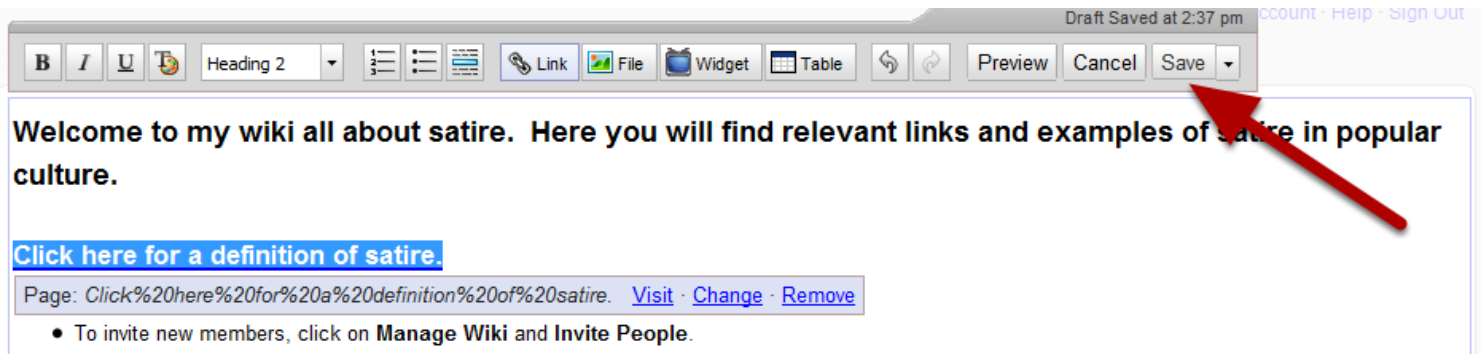 Draft Saved at 2:37 pm ccount · Help · Sign Out
B I U Heading 2 Link File Widget Table Preview Cancel Save
Welcome to my wiki all about satire. Here you will find relevant links and examples of satire in popular
culture.
Click here for a definition of satire.
Page: Click%20here%20for%20a%20definition%20of%20satire. Visit · Change · Remove
• To invite new members, click on Manage Wiki and Invite People.